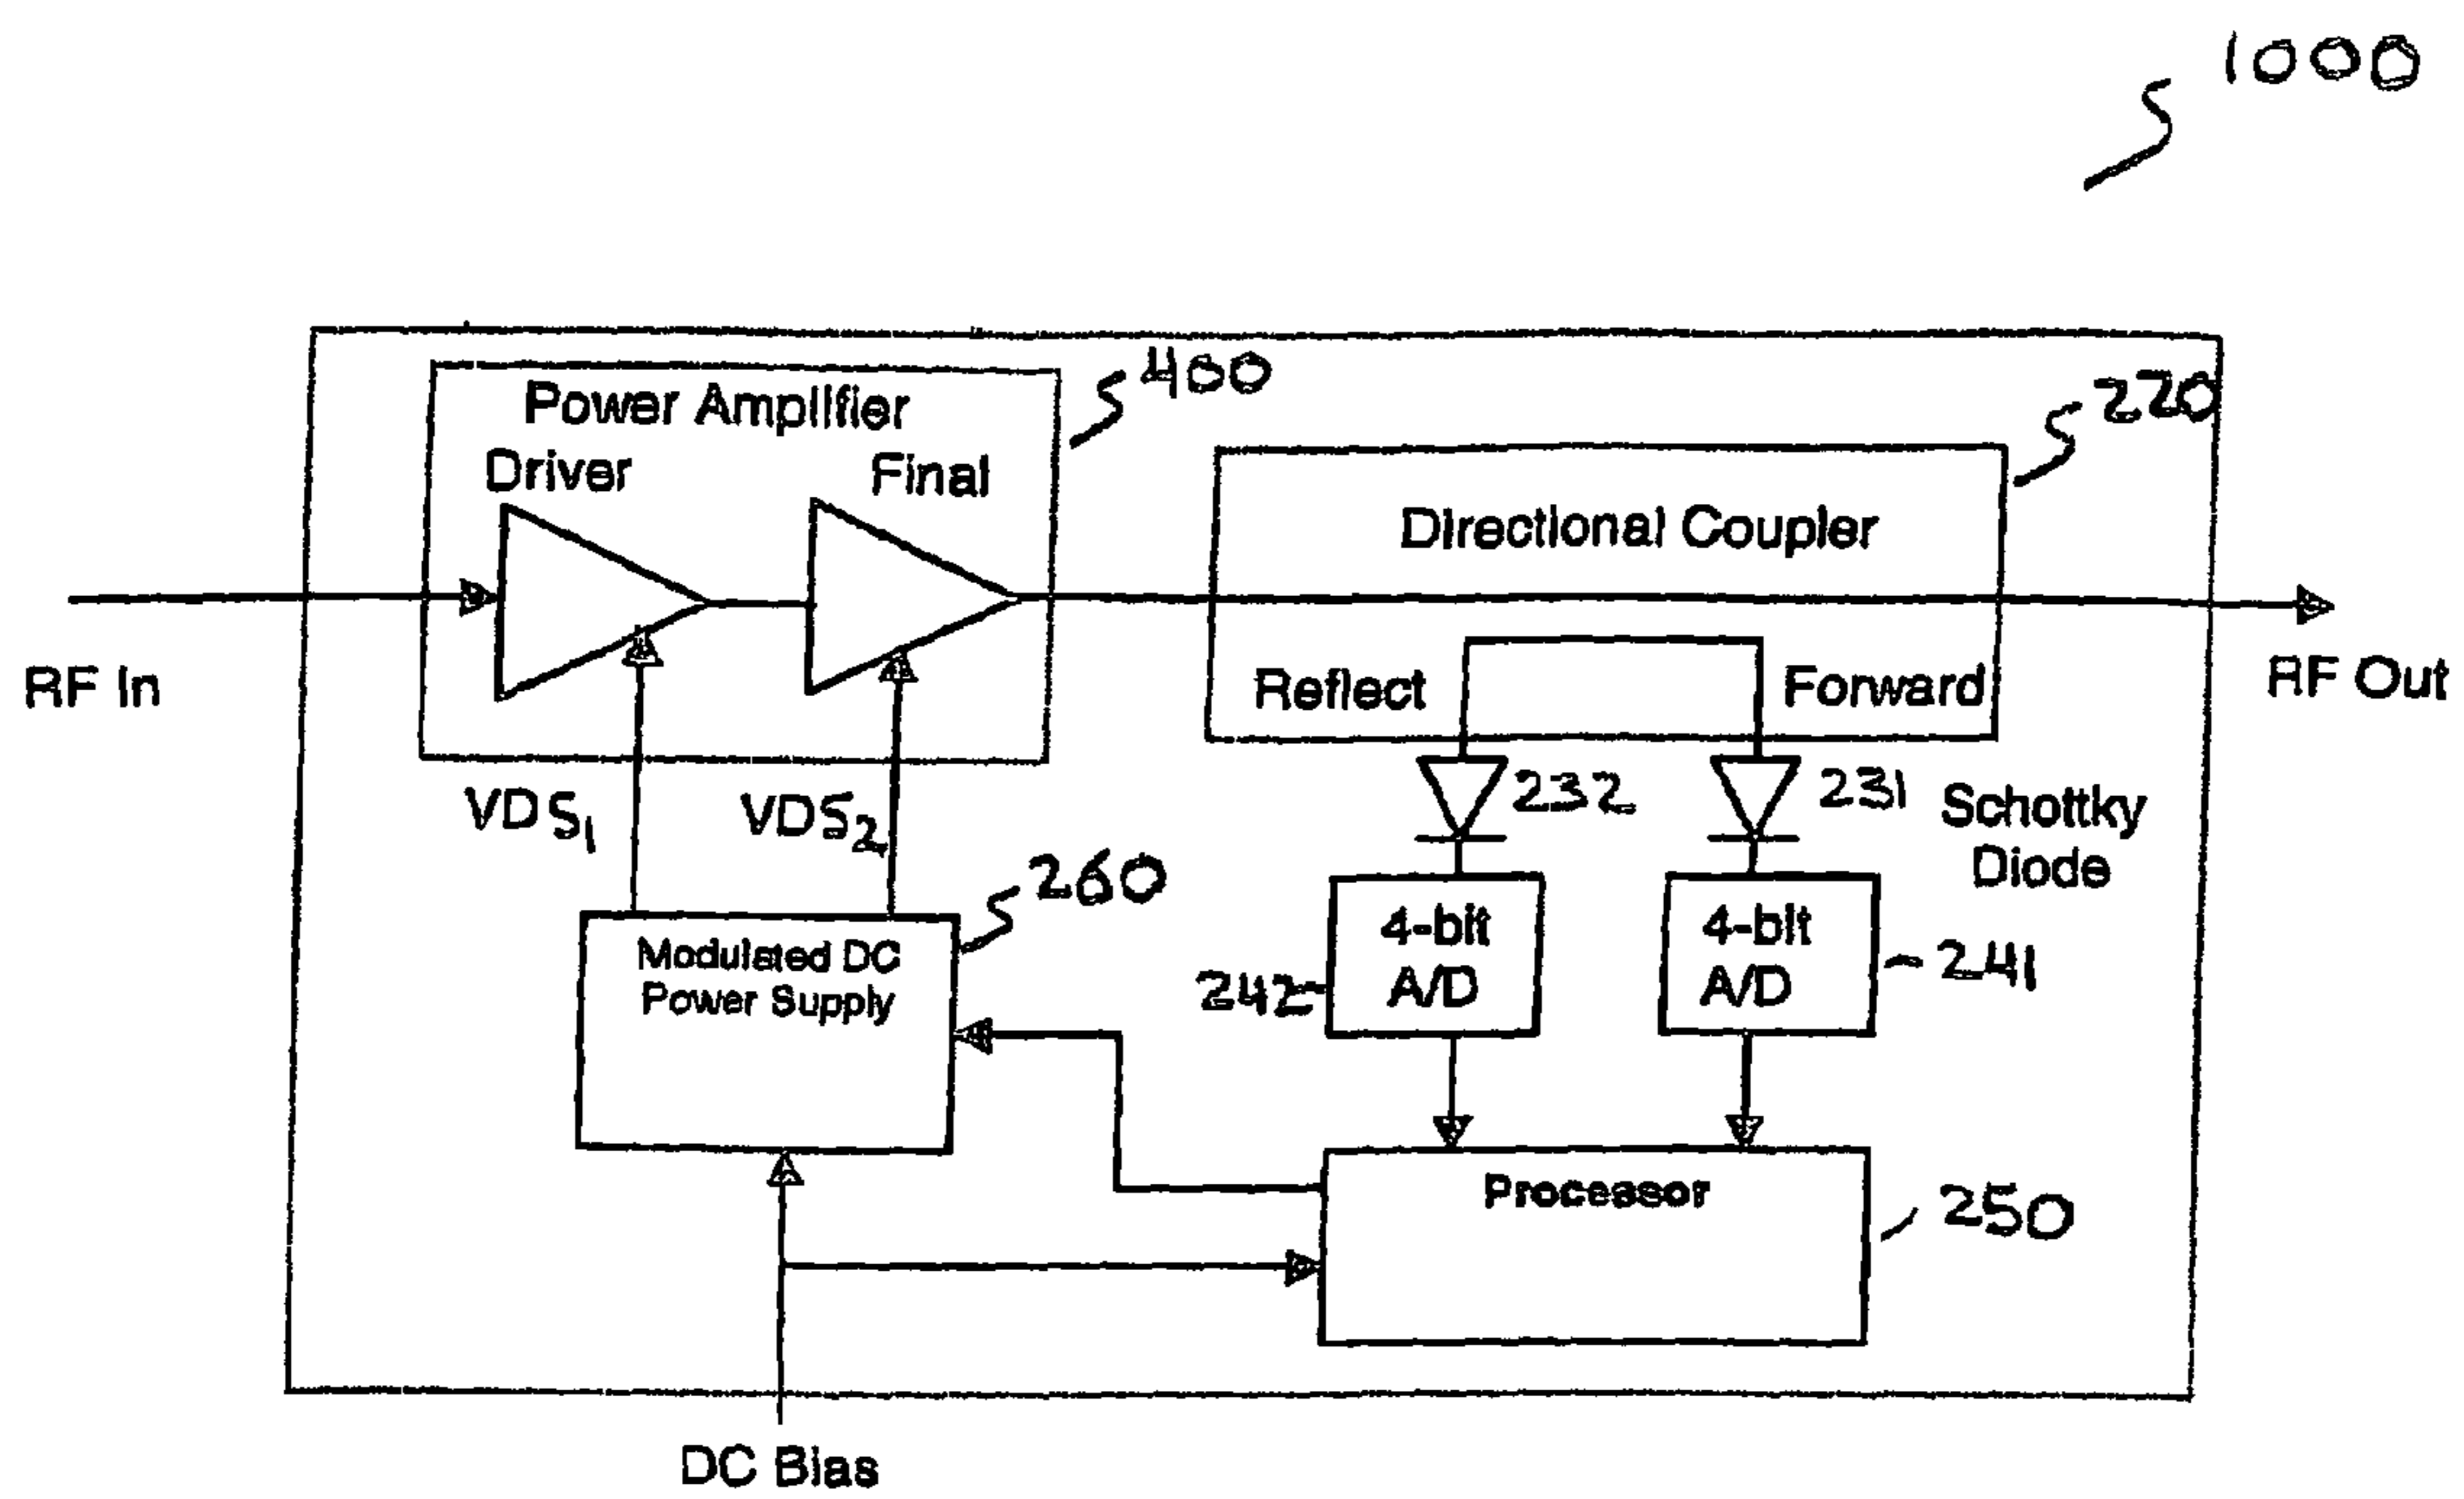 1000
400
Power Amplifier
220
Driver
Final
Directional Coupler
RF In
Reflect
Forward
RF Out
VDS1
VDS2
232
231
Schottky
Diode
260
4-bit
A/D
4-bit
A/D
242
241
Modulated DC
Power Supply
Processor
250
DC Bias